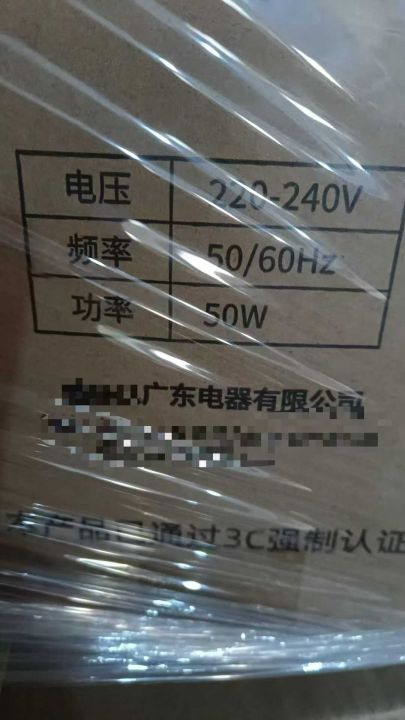 电压 220-240V
频率 50/60Hz
功率 50W
广东电器有限公司
本产品已通过3C强制认证